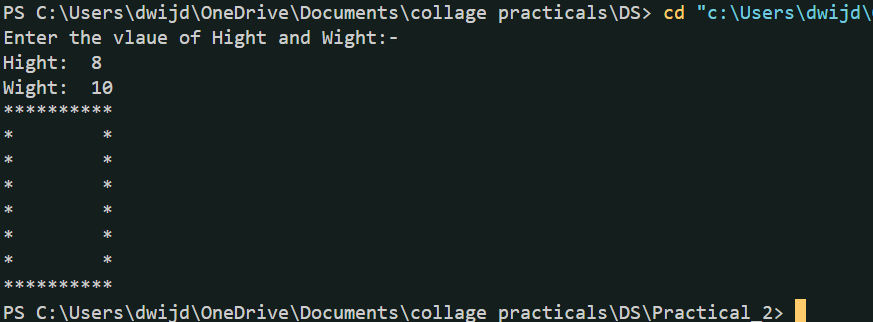 PS C:\Users\dwijd\OneDrive\Documents\collage practicals\DS> cd "c:\Users\dwijd\
Enter the vlaue of Hight and Wight:-
Hight:  8
Wight:  10
**********
*        *
*        *
*        *
*        *
*        *
*        *
**********
PS C:\Users\dwijd\OneDrive\Documents\collage practicals\DS\Practical_2>